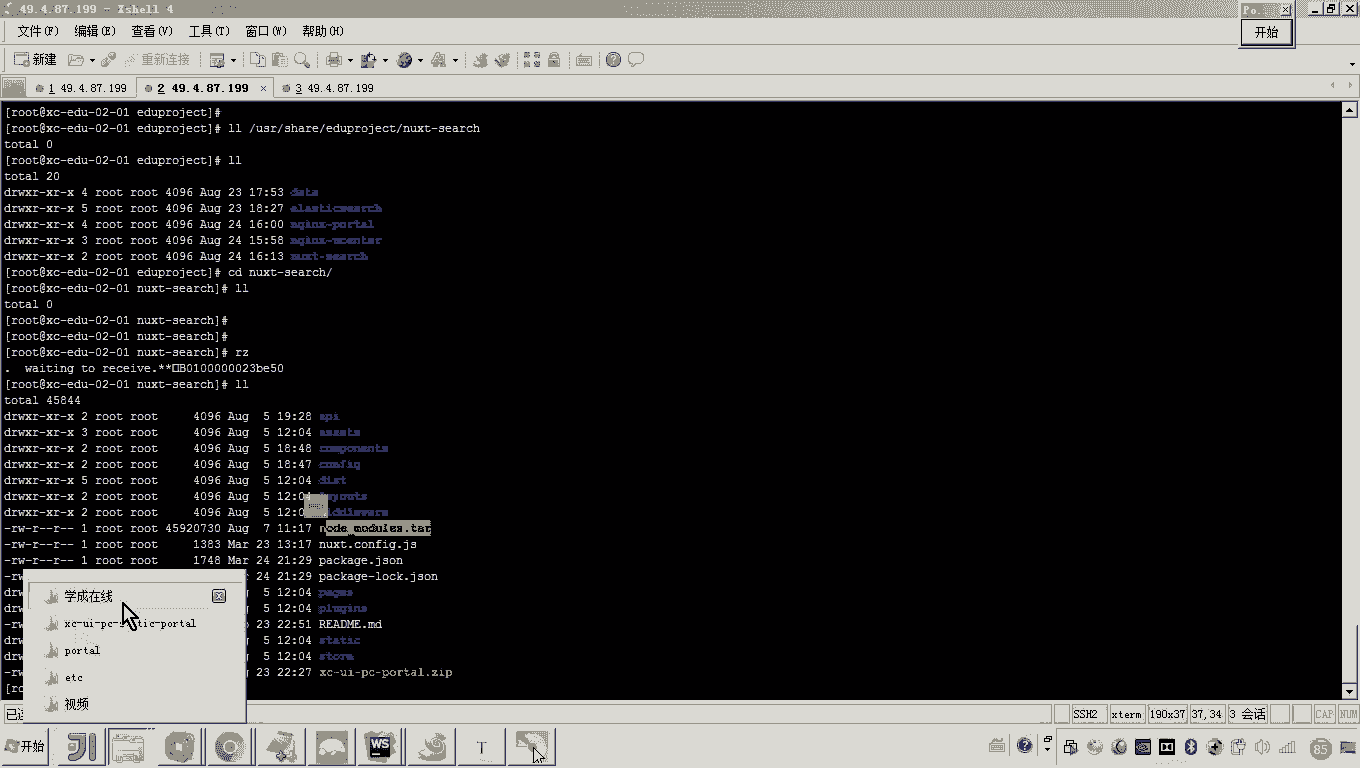 49.4.87.199 - Xshell 4
Po..
文件(F) 编辑(E) 查看(V) 工具(T) 窗口(W) 帮助(H)
开始
新建 重新连接
1 49.4.87.199 2 49.4.87.199 3 49.4.87.199
[root@xc-edu-02-01 eduproject]#
[root@xc-edu-02-01 eduproject]# ll /usr/share/eduproject/nuxt-search
total 0
[root@xc-edu-02-01 eduproject]# ll
total 20
drwxr-xr-x 4 root root 4096 Aug 23 17:53 data
drwxr-xr-x 5 root root 4096 Aug 23 18:27 elasticsearch
drwxr-xr-x 4 root root 4096 Aug 24 16:00 nginx-portal
drwxr-xr-x 3 root root 4096 Aug 24 15:58 nginx-ucenter
drwxr-xr-x 2 root root 4096 Aug 24 16:13 nuxt-search
[root@xc-edu-02-01 eduproject]# cd nuxt-search/
[root@xc-edu-02-01 nuxt-search]# ll
total 0
[root@xc-edu-02-01 nuxt-search]#
[root@xc-edu-02-01 nuxt-search]#
[root@xc-edu-02-01 nuxt-search]# rz
. waiting to receive.**B0100000023be50
[root@xc-edu-02-01 nuxt-search]# ll
total 45844
drwxr-xr-x 2 root root 4096 Aug 5 19:28 api
drwxr-xr-x 3 root root 4096 Aug 5 12:04 assets
drwxr-xr-x 2 root root 4096 Aug 5 18:48 components
drwxr-xr-x 2 root root 4096 Aug 5 18:47 config
drwxr-xr-x 5 root root 4096 Aug 5 12:04 dist
drwxr-xr-x 2 root root 4096 Aug 5 12:04 layouts
drwxr-xr-x 2 root root 4096 Aug 5 12:04 middleware
-rw-r--r-- 1 root root 45920730 Aug 7 11:17 node_modules.tar
-rw-r--r-- 1 root root 1383 Mar 23 13:17 nuxt.config.js
-rw-r--r-- 1 root root 1748 Mar 24 21:29 package.json
-rw 24 21:29 package-lock.json
drw 5 12:04 pages
drw 5 12:04 plugins
-rw 23 22:51 README.md
drw 5 12:04 static
drw 5 12:04 store
-rw 23 22:27 xc-ui-pc-portal.zip
[ro
学成在线
xc-ui-pc-static-portal
portal
etc
视频
已连 SSH2 xterm 190x37 37,34 3 会话 CAP NUM
开始 WS T 85